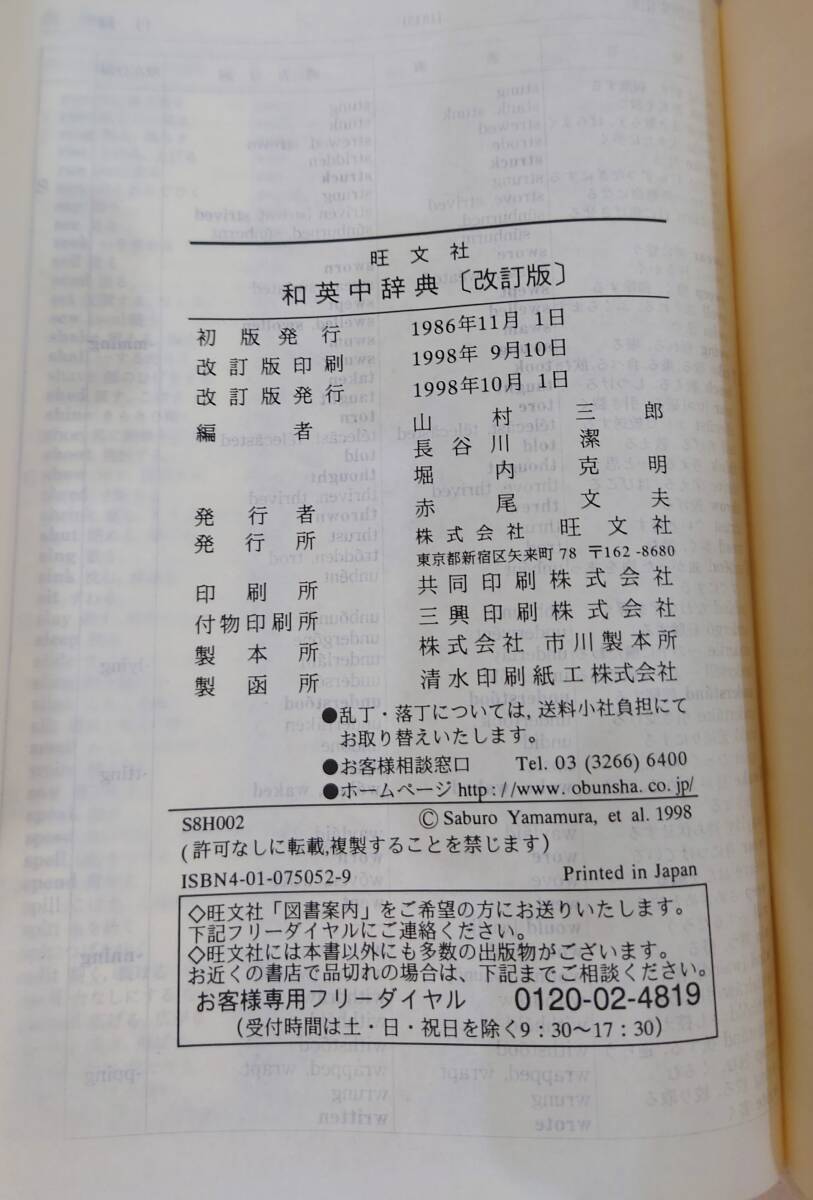 旺文社
和英中辞典〔改訂版〕
初版発行 1986年11月 1日
改訂版印刷 1998年 9月10日
改訂版発行 1998年10月 1日
編者 山村三郎
長谷川潔
堀内克明
発行者 赤尾文夫
発行所 株式会社 旺文社
東京都新宿区矢来町78 〒162-8680
印刷所 共同印刷株式会社
付物印刷所 三興印刷株式会社
製本所 株式会社 市川製本所
製函所 清水印刷紙工株式会社
●乱丁・落丁については,送料小社負担にて
お取り替えいたします。
●お客様相談窓口 Tel. 03 (3266) 6400
●ホームページ http://www.obunsha.co.jp/
S8H002 © Saburo Yamamura, et al. 1998
(許可なしに転載,複製することを禁じます)
ISBN4-01-075052-9 Printed in Japan
◇旺文社「図書案内」をご希望の方にお送りいたします。
下記フリーダイヤルにご連絡ください。
◇旺文社には本書以外にも多数の出版物がございます。
お近くの書店で品切れの場合は、下記までご相談ください。
お客様専用フリーダイヤル 0120-02-4819
(受付時間は土・日・祝日を除く9:30〜17:30)